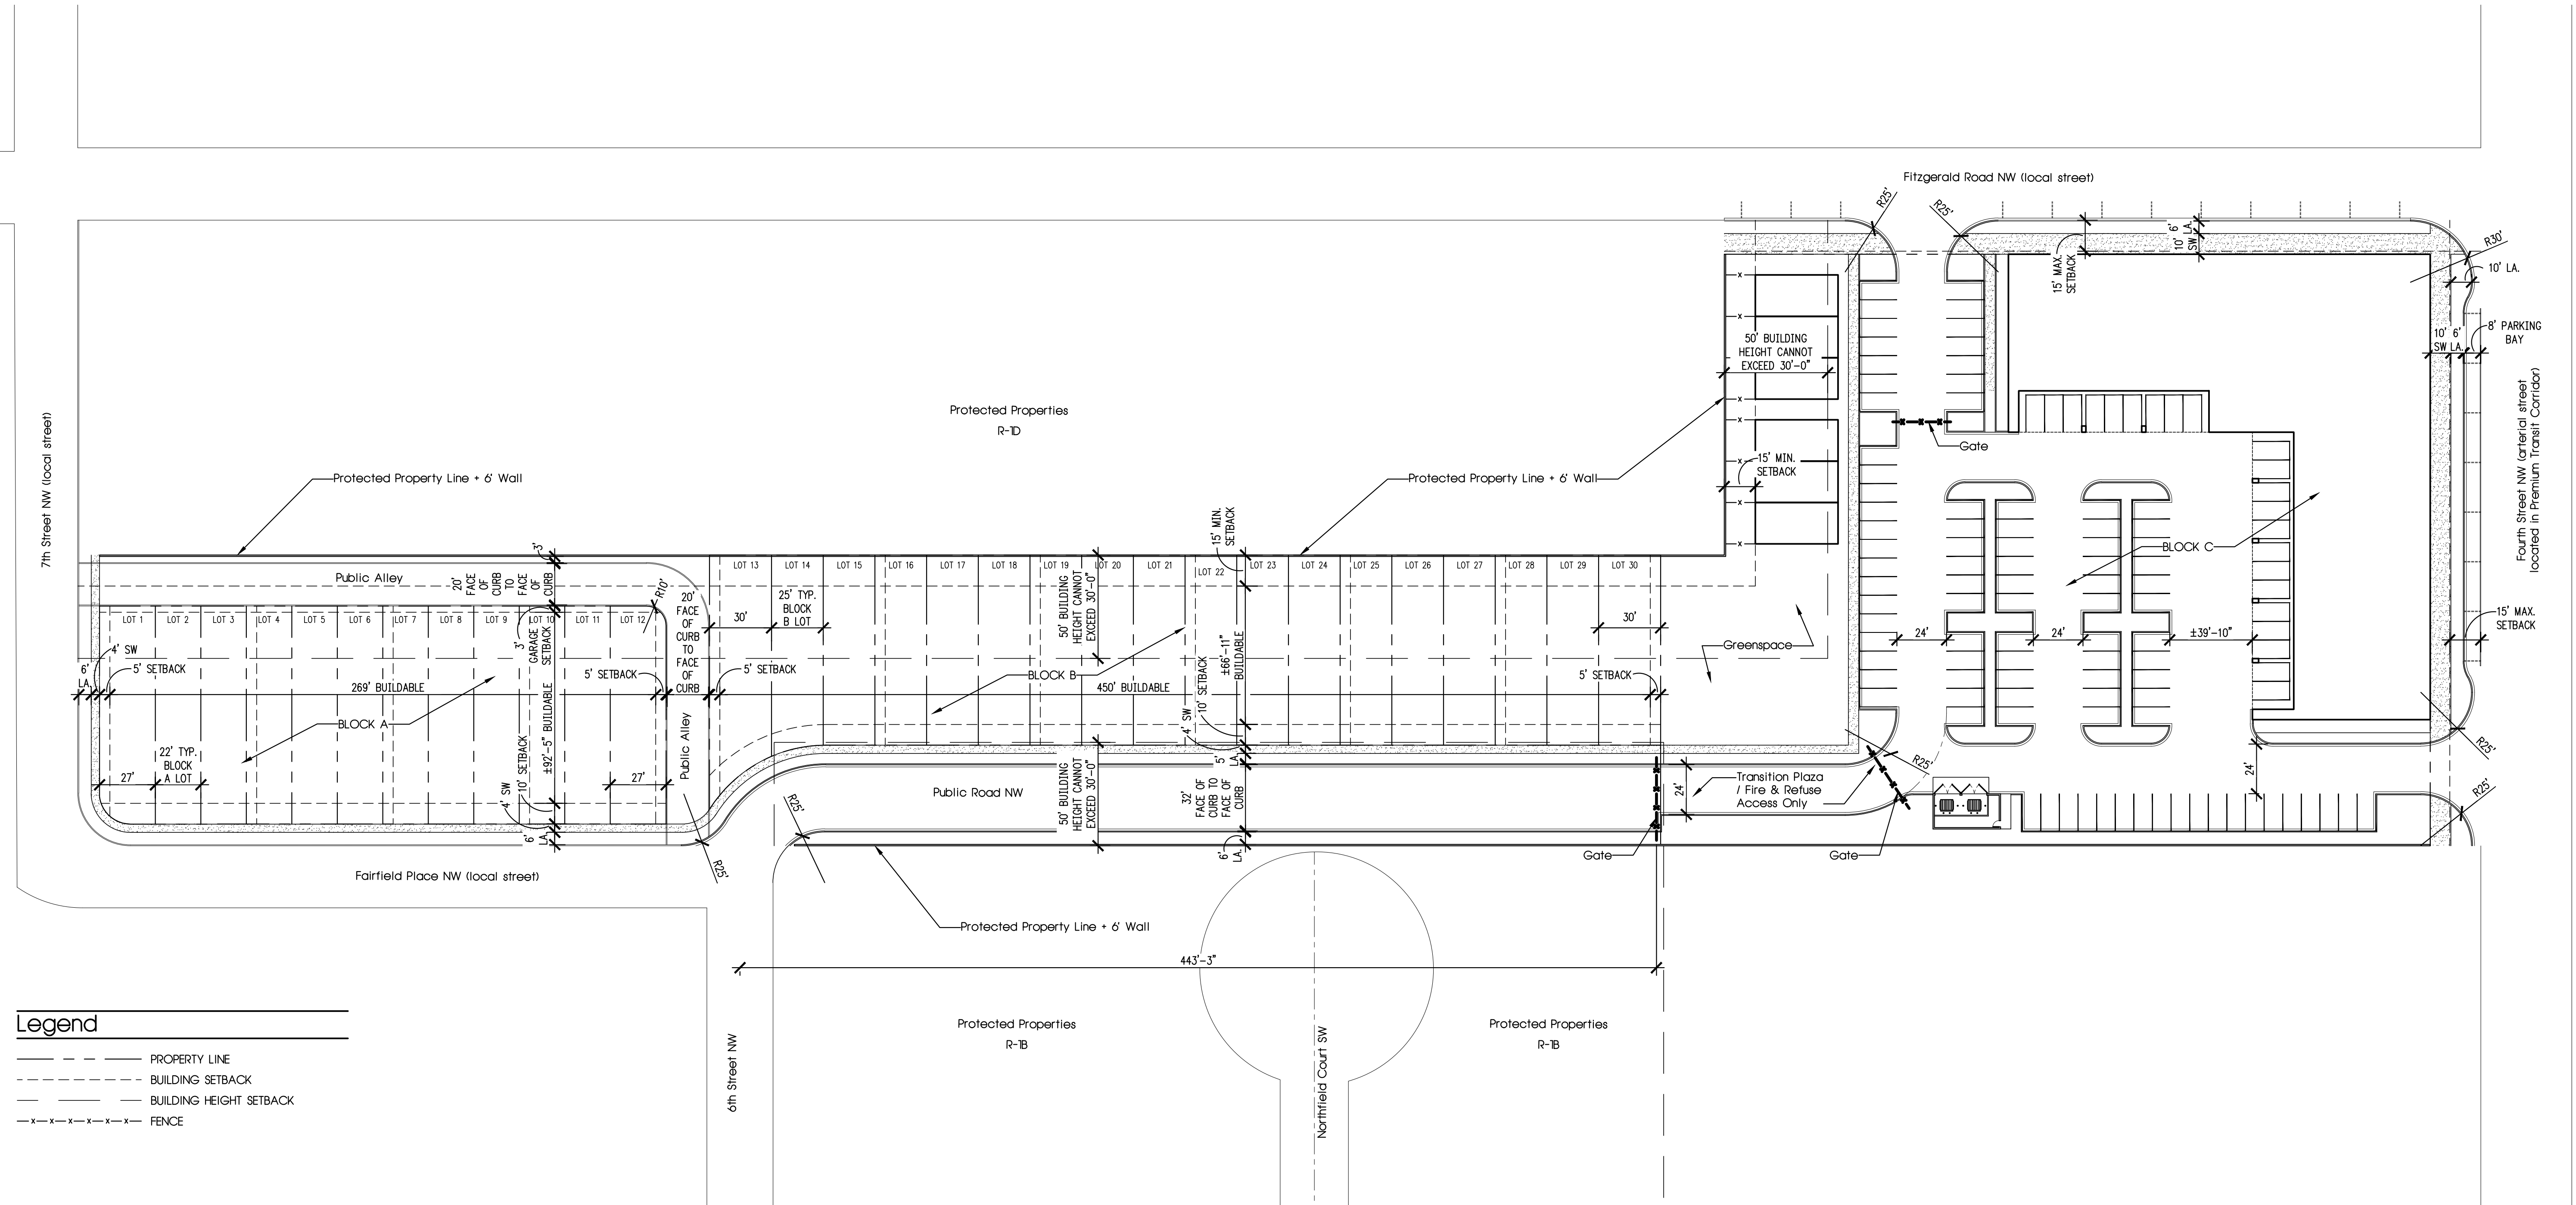 Fitzgerald Road NW (local street)
R25'
R25'
R30'
10' LA.
15' MAX.
SETBACK
10' 6'
SW LA.
10' 6'
SW LA.
8' PARKING
BAY
50' BUILDING
HEIGHT CANNOT
EXCEED 30'-0"
15' MIN.
SETBACK
Gate
BLOCK C
Fourth Street NW (arterial street
located in Premium Transit Corridor)
15' MAX.
SETBACK
24'
24'
±39'-10"
24'
R25'
R25'
7th Street NW (local street)
Protected Properties
R-1D
Protected Property Line + 6' Wall
Protected Property Line + 6' Wall
Public Alley
20'
FACE
OF
CURB
TO
FACE
OF
CURB
3'
R10'
LOT 1
LOT 2
LOT 3
LOT 4
LOT 5
LOT 6
LOT 7
LOT 8
LOT 9
LOT 10
LOT 11
LOT 12
3'
GARAGE
SETBACK
4' SW
6'
LA.
5' SETBACK
269' BUILDABLE
5' SETBACK
BLOCK A
22' TYP.
BLOCK
A LOT
27'
27'
±92'-5" BUILDABLE
10' SETBACK
4' SW
6'
LA.
20'
FACE
OF
CURB
TO
FACE
OF
CURB
Public Alley
R25'
Fairfield Place NW (local street)
LOT 13
LOT 14
LOT 15
LOT 16
LOT 17
LOT 18
LOT 19
LOT 20
LOT 21
LOT 22
LOT 23
LOT 24
LOT 25
LOT 26
LOT 27
LOT 28
LOT 29
LOT 30
30'
25' TYP.
BLOCK
B LOT
50' BUILDING
HEIGHT CANNOT
EXCEED 30'-0"
15' MIN.
SETBACK
30'
5' SETBACK
BLOCK B
450' BUILDABLE
±66'-11"
BUILDABLE
10' SETBACK
4' SW
5'
LA.
5' SETBACK
Greenspace
R25'
Public Road NW
50' BUILDING
HEIGHT CANNOT
EXCEED 30'-0"
32'
FACE OF
CURB TO
FACE OF
CURB
6'
LA.
24'
Transition Plaza
/ Fire & Refuse
Access Only
R25'
Gate
Gate
Protected Property Line + 6' Wall
443'-3"
6th Street NW
Protected Properties
R-1B
Northfield Court SW
Protected Properties
R-1B
Legend
PROPERTY LINE
BUILDING SETBACK
BUILDING HEIGHT SETBACK
FENCE